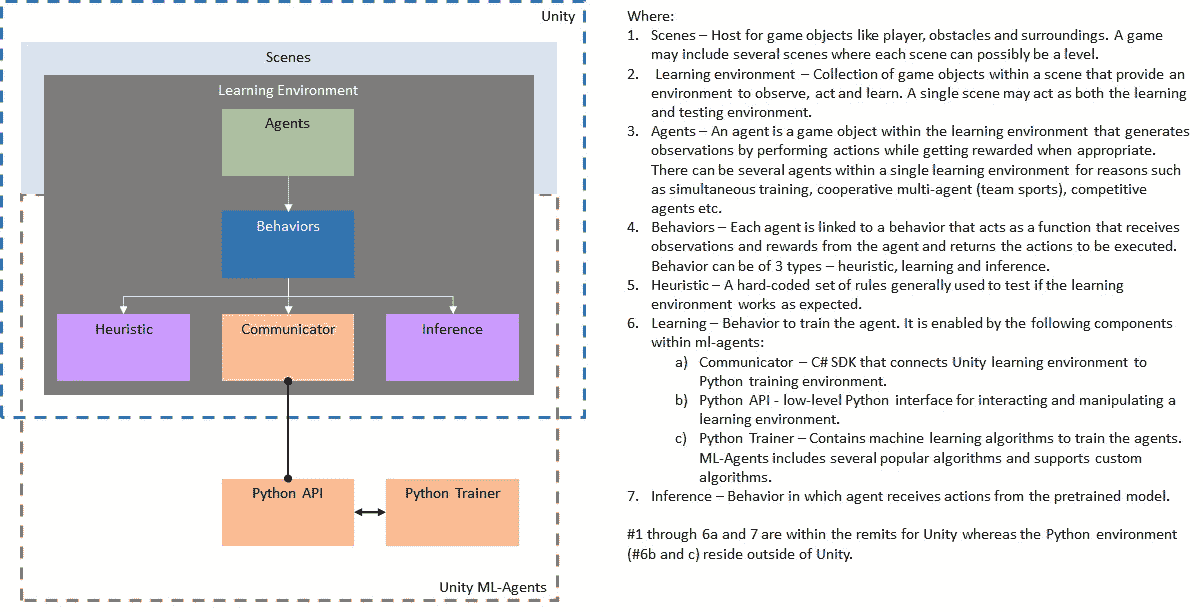 Unity
Scenes
Learning Environment
Agents
Behaviors
Heuristic
Communicator
Inference
Python API
Python Trainer
Unity ML-Agents
Where:
1. Scenes – Host for game objects like player, obstacles and surroundings. A game
may include several scenes where each scene can possibly be a level.
2. Learning environment – Collection of game objects within a scene that provide an
environment to observe, act and learn. A single scene may act as both the learning
and testing environment.
3. Agents – An agent is a game object within the learning environment that generates
observations by performing actions while getting rewarded when appropriate.
There can be several agents within a single learning environment for reasons such
as simultaneous training, cooperative multi-agent (team sports), competitive
agents etc.
4. Behaviors – Each agent is linked to a behavior that acts as a function that receives
observations and rewards from the agent and returns the actions to be executed.
Behavior can be of 3 types – heuristic, learning and inference.
5. Heuristic – A hard-coded set of rules generally used to test if the learning
environment works as expected.
6. Learning – Behavior to train the agent. It is enabled by the following components
within ml-agents:
a) Communicator – C# SDK that connects Unity learning environment to
Python training environment.
b) Python API - low-level Python interface for interacting and manipulating a
learning environment.
c) Python Trainer – Contains machine learning algorithms to train the agents.
ML-Agents includes several popular algorithms and supports custom
algorithms.
7. Inference – Behavior in which agent receives actions from the pretrained model.
#1 through 6a and 7 are within the remits for Unity whereas the Python environment
(#6b and c) reside outside of Unity.